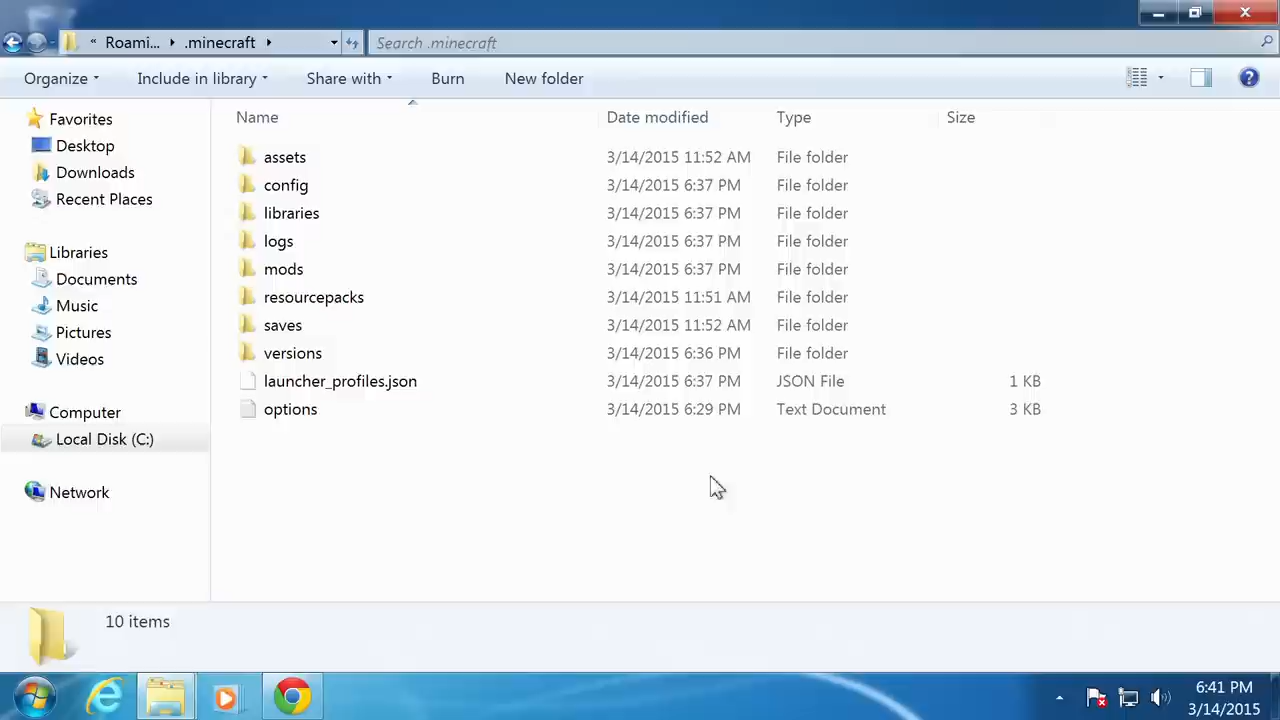 « Roami... .minecraft
Search .minecraft
Organize Include in library Share with Burn New folder
Name Date modified Type Size
Favorites
Desktop
Downloads
Recent Places
Libraries
Documents
Music
Pictures
Videos
Computer
Local Disk (C:)
Network
assets 3/14/2015 11:52 AM File folder
config 3/14/2015 6:37 PM File folder
libraries 3/14/2015 6:37 PM File folder
logs 3/14/2015 6:37 PM File folder
mods 3/14/2015 6:37 PM File folder
resourcepacks 3/14/2015 11:51 AM File folder
saves 3/14/2015 11:52 AM File folder
versions 3/14/2015 6:36 PM File folder
launcher_profiles.json 3/14/2015 6:37 PM JSON File 1 KB
options 3/14/2015 6:29 PM Text Document 3 KB
10 items
6:41 PM
3/14/2015